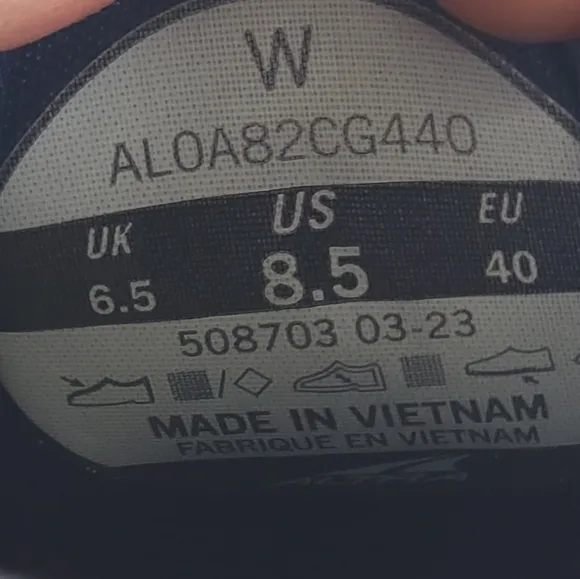 W
AL0A82CG440
UK US EU
6.5 8.5 40
508703 03-23
/
MADE IN VIETNAM
FABRIQUE EN VIETNAM